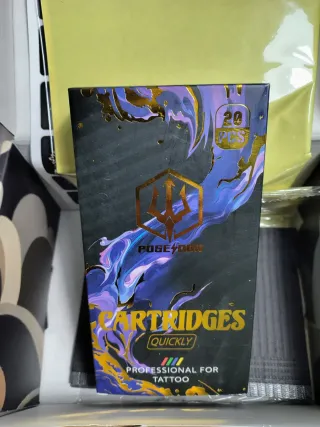 20
PCS
POSEIDON
CARTRIDGES
QUICKLY
PROFESSIONAL FOR
TATTOO